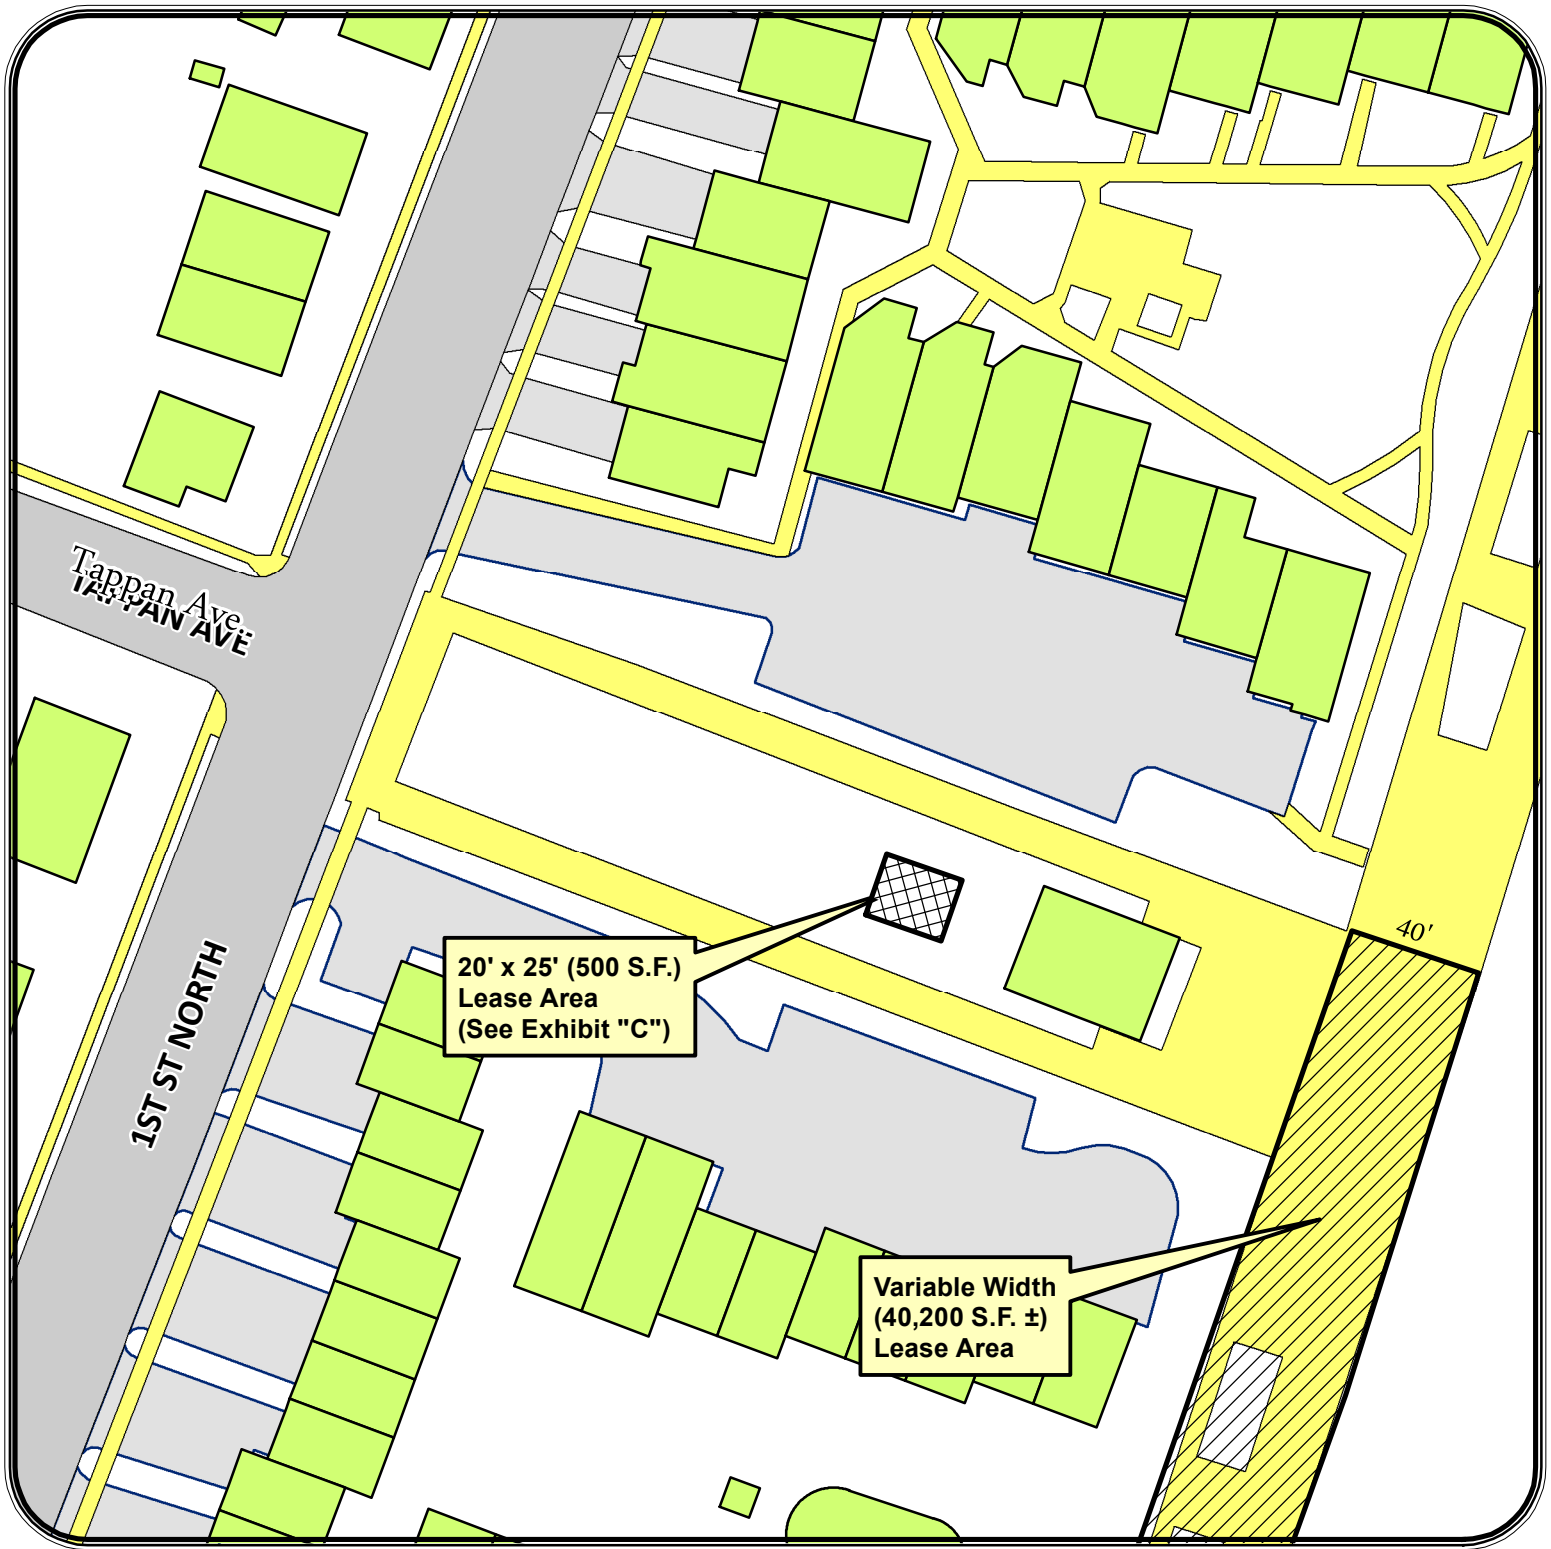 Tappan Ave.
TAPPAN AVE
40'
20' x 25' (500 S.F.)
Lease Area
(See Exhibit "C")
1ST ST NORTH
Variable Width
(40,200 S.F. ±)
Lease Area